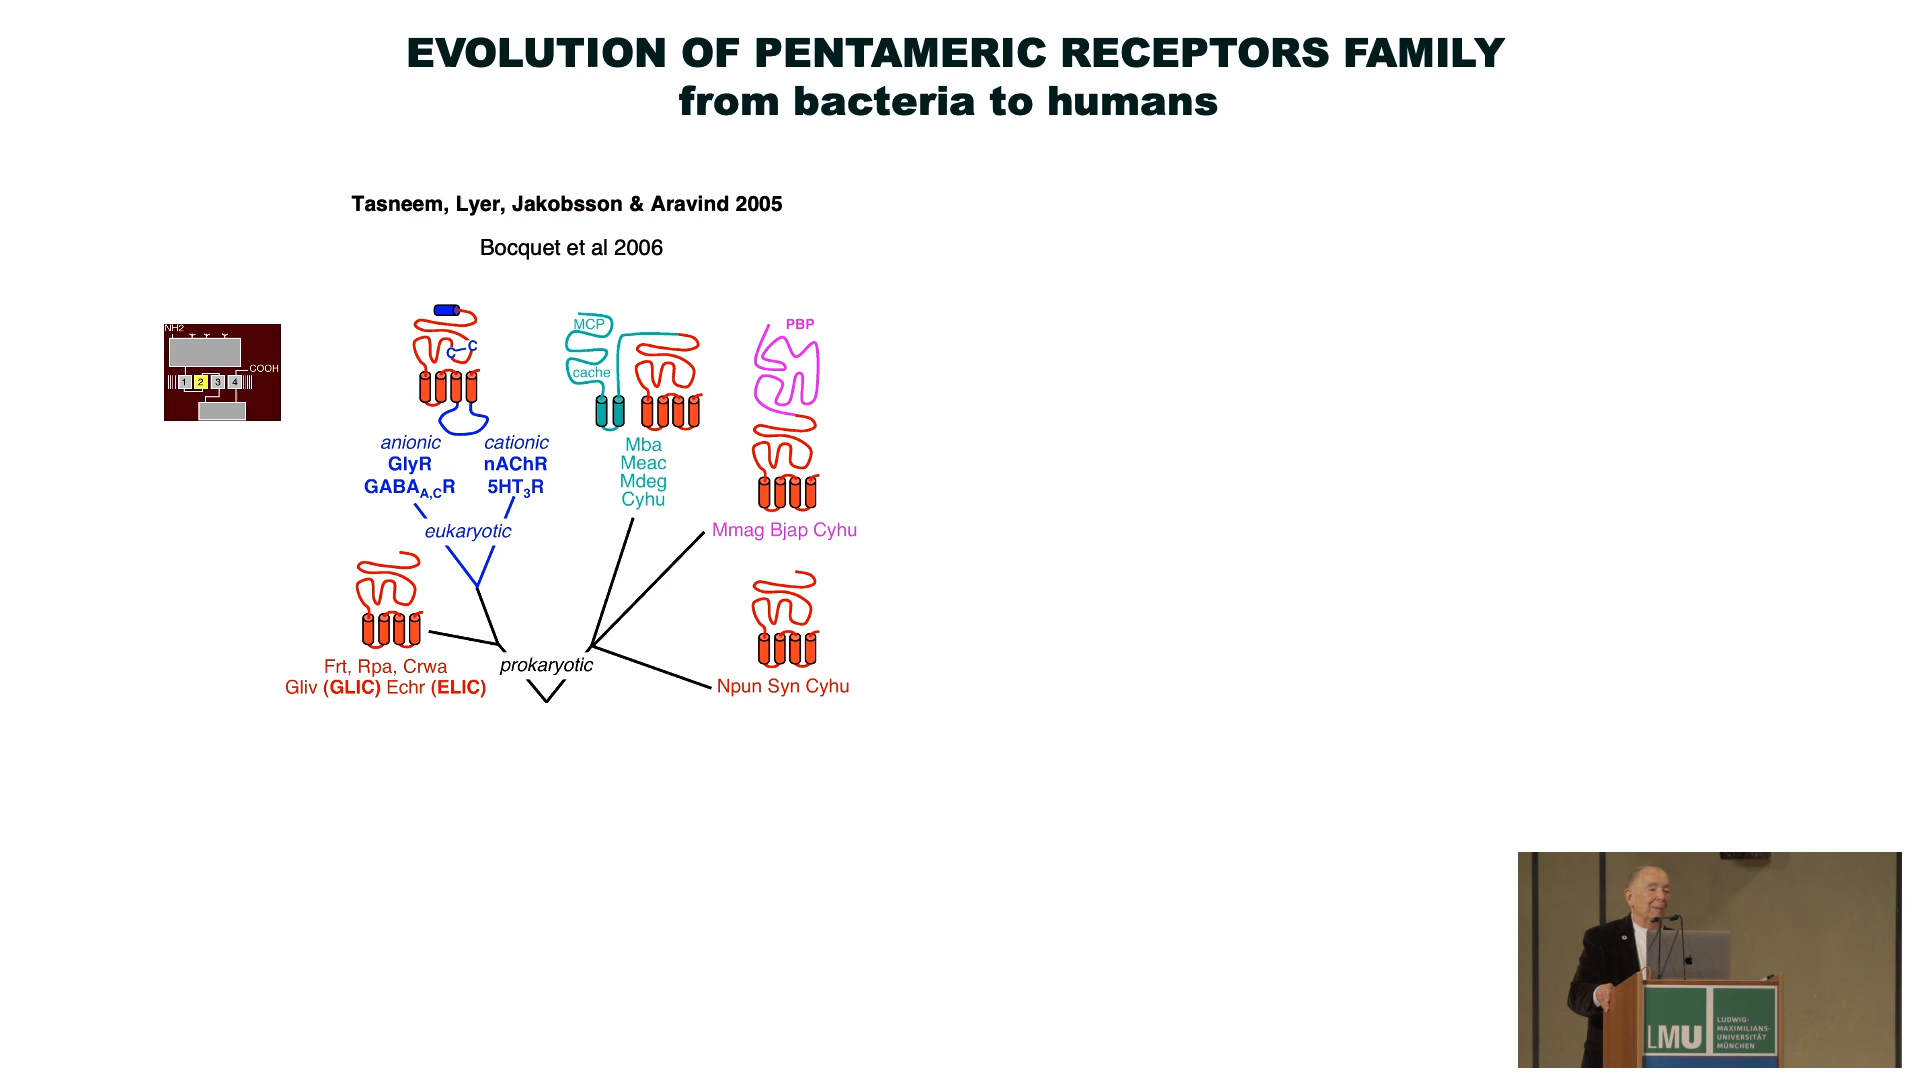 EVOLUTION OF PENTAMERIC RECEPTORS FAMILY
from bacteria to humans
Tasneem, Lyer, Jakobsson & Aravind 2005
Bocquet et al 2006
NH2
COOH
1 2 3 4
C-C
MCP
cache
PBP
anionic cationic
GlyR nAChR
GABAA,CR 5HT3R
eukaryotic
Mba
Meac
Mdeg
Cyhu
Mmag Bjap Cyhu
prokaryotic
Frt, Rpa, Crwa
Gliv (GLIC) Echr (ELIC)
Npun Syn Cyhu
LMU
LUDWIG-
MAXIMILIANS-
UNIVERSITÄT
MÜNCHEN